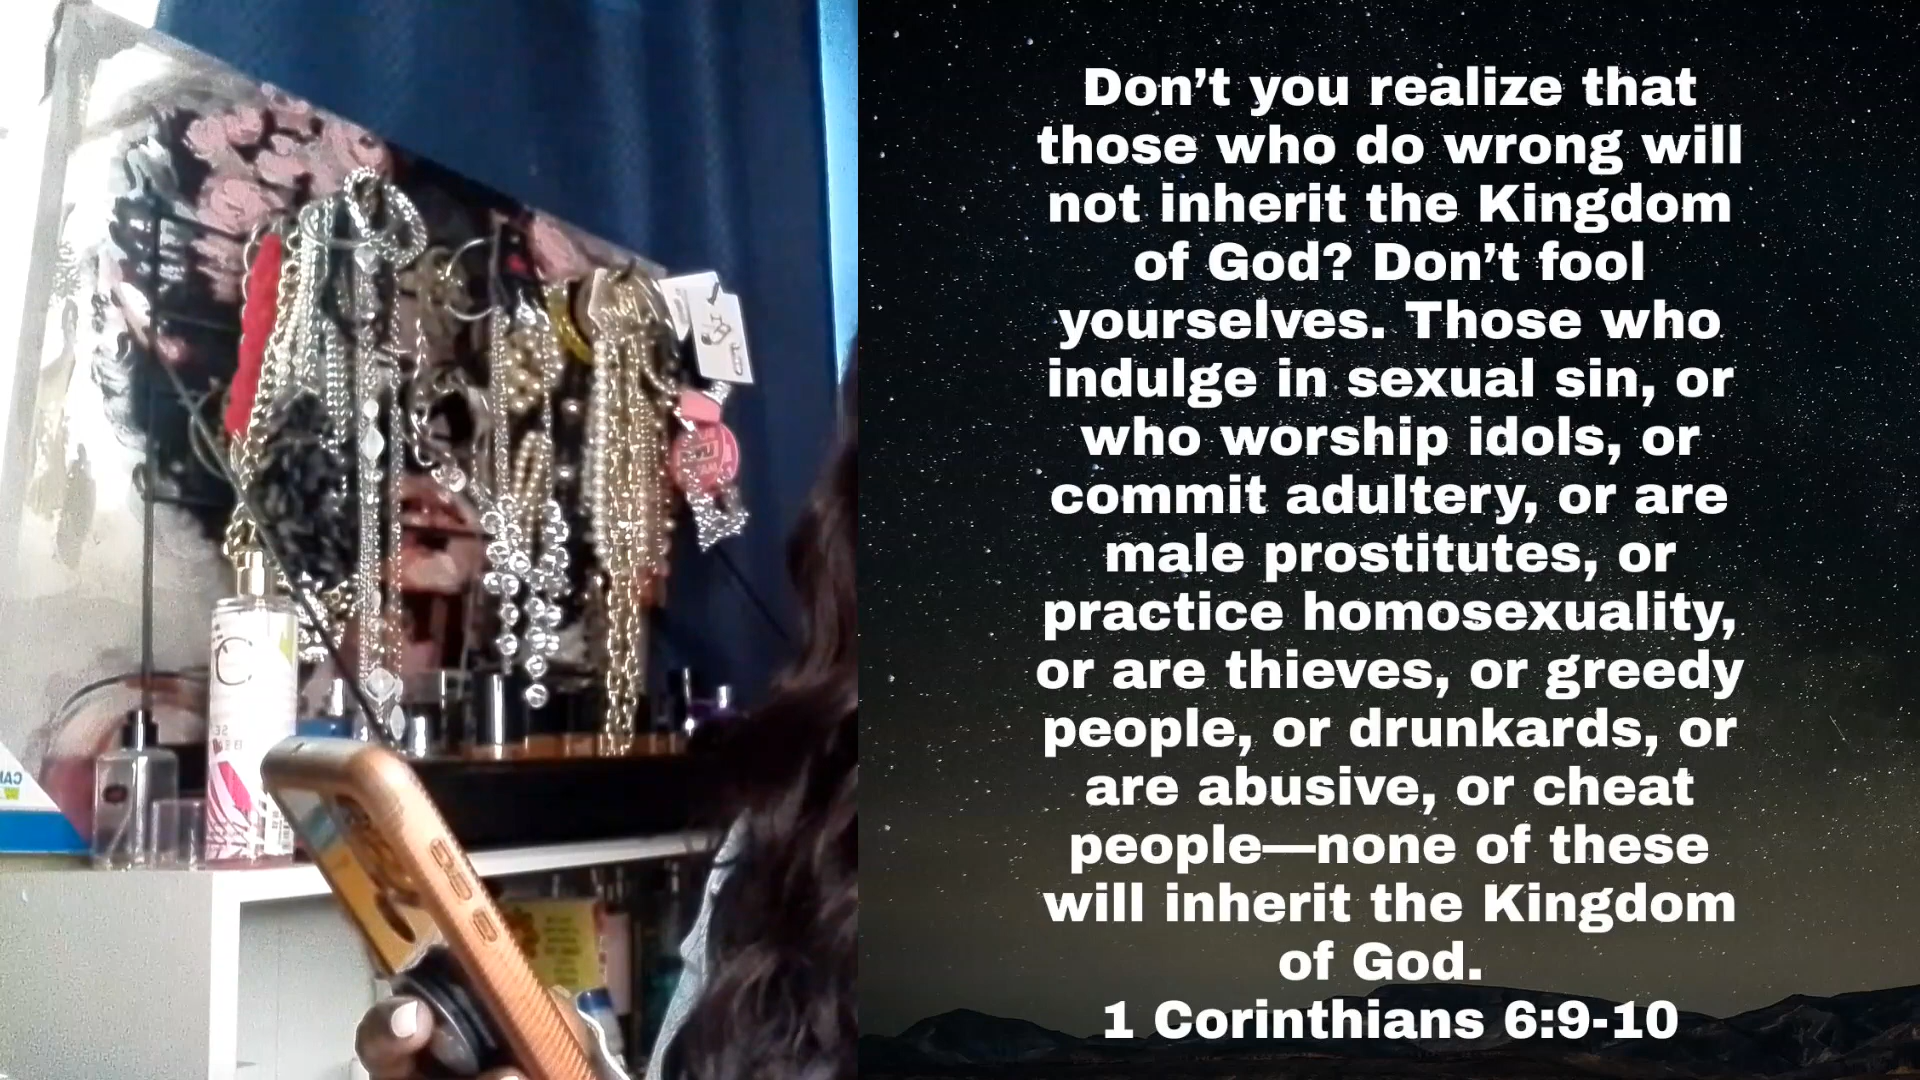 Don’t you realize that
those who do wrong will
not inherit the Kingdom
of God? Don’t fool
yourselves. Those who
indulge in sexual sin, or
who worship idols, or
commit adultery, or are
male prostitutes, or
practice homosexuality,
or are thieves, or greedy
people, or drunkards, or
are abusive, or cheat
people—none of these
will inherit the Kingdom
of God.
1 Corinthians 6:9-10